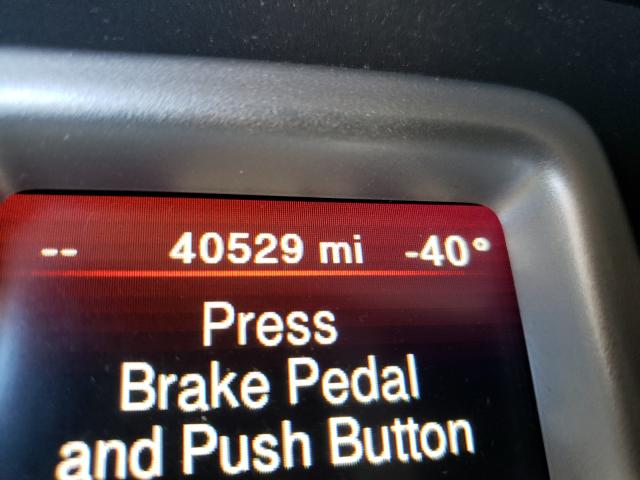 -- 40529 mi -40°
Press
Brake Pedal
and Push Button